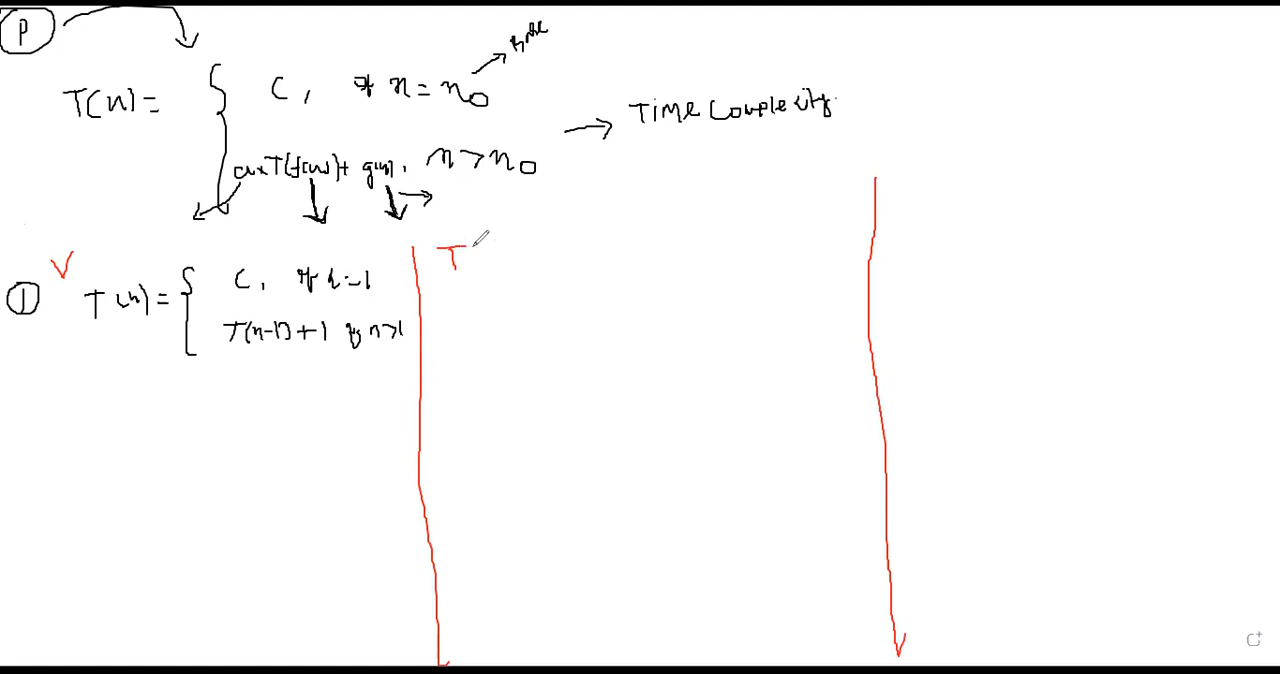 P
T(n) = { C, if n = n₀
a * T(f(n)) + g(n), n > n₀
Time Complexity
V
T
① T(n) = { C, if n = 1
T(n-1) + 1 if n > 1